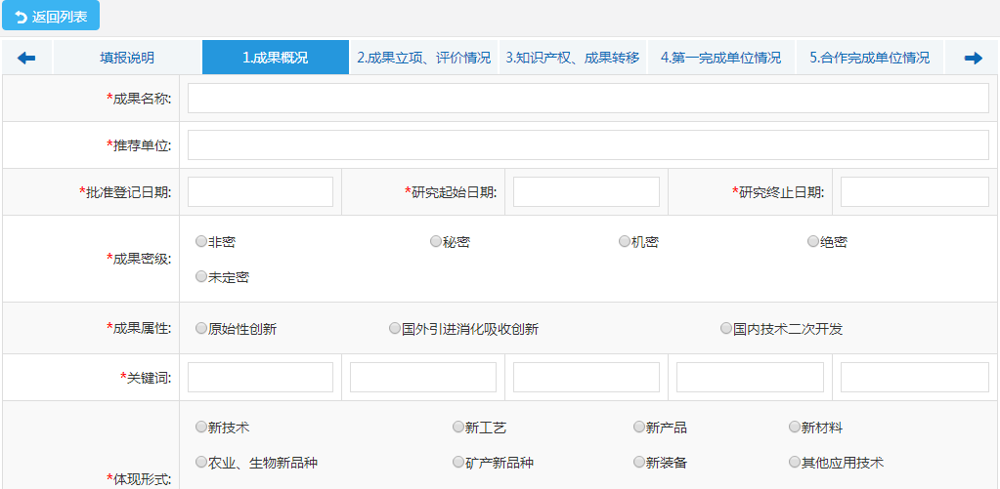 返回列表
填报说明 1.成果概况 2.成果立项、评价情况 3.知识产权、成果转移 4.第一完成单位情况 5.合作完成单位情况
*成果名称:
*推荐单位:
*批准登记日期: *研究起始日期: *研究终止日期:
非密 秘密 机密 绝密
*成果密级:
未定密
*成果属性: 原始性创新 国外引进消化吸收创新 国内技术二次开发
*关键词:
新技术 新工艺 新产品 新材料
农业、生物新品种 矿产新品种 新装备 其他应用技术
*体现形式: